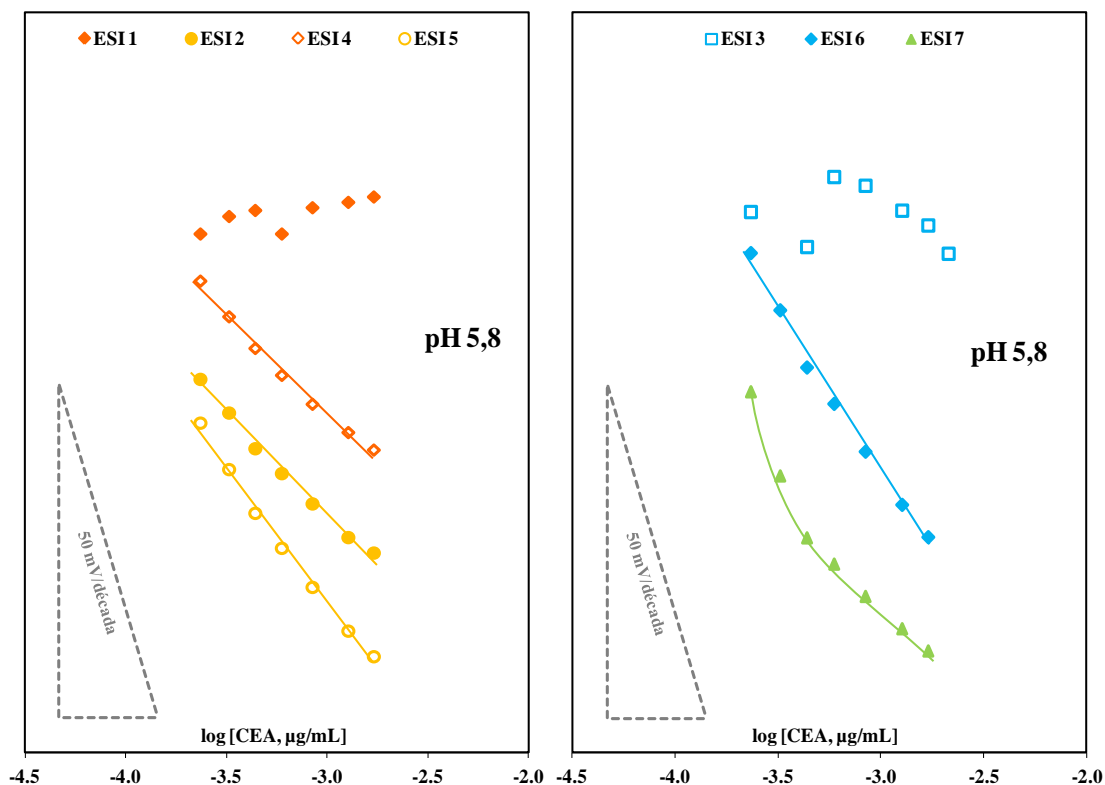 ESI 1 ESI 2 ESI 4 ESI 5
pH 5,8
50 mV/década
log [CEA, µg/mL]
-4.5 -4.0 -3.5 -3.0 -2.5 -2.0
ESI 3 ESI 6 ESI 7
pH 5,8
50 mV/década
log [CEA, µg/mL]
-4.5 -4.0 -3.5 -3.0 -2.5 -2.0